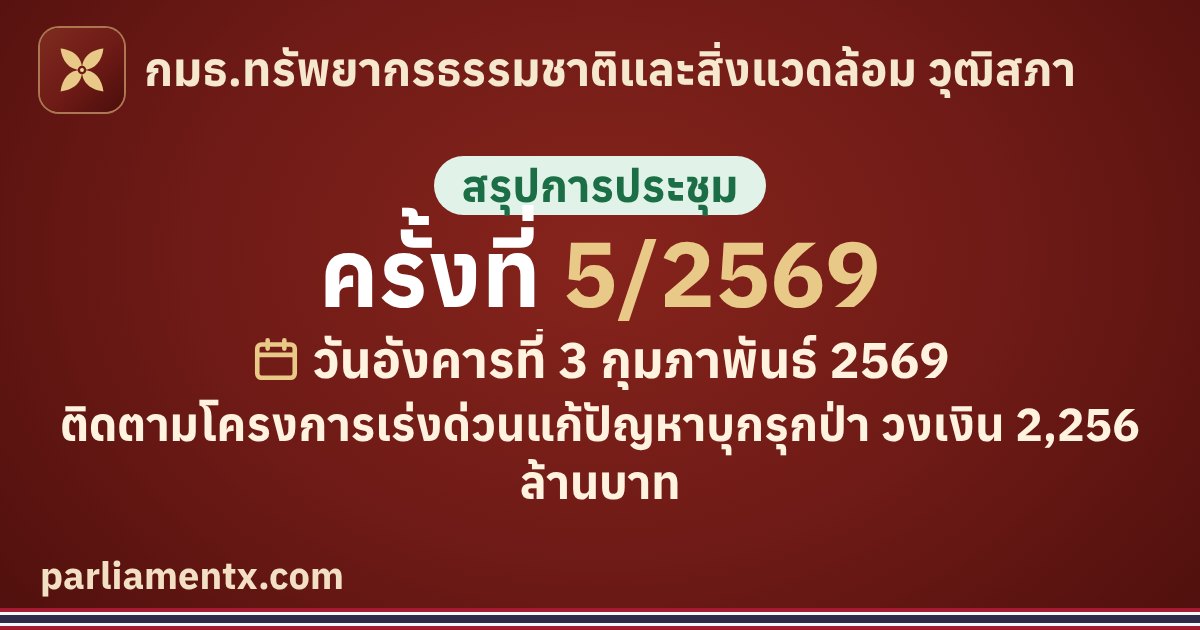 กมธ.ทรัพยากรธรรมชาติและสิ่งแวดล้อม วุฒิสภา
สรุปการประชุม
ครั้งที่ 5/2569
วันอังคารที่ 3 กุมภาพันธ์ 2569
ติดตามโครงการเร่งด่วนแก้ปัญหาบุกรุกป่า วงเงิน 2,256
ล้านบาท
parliamentx.com